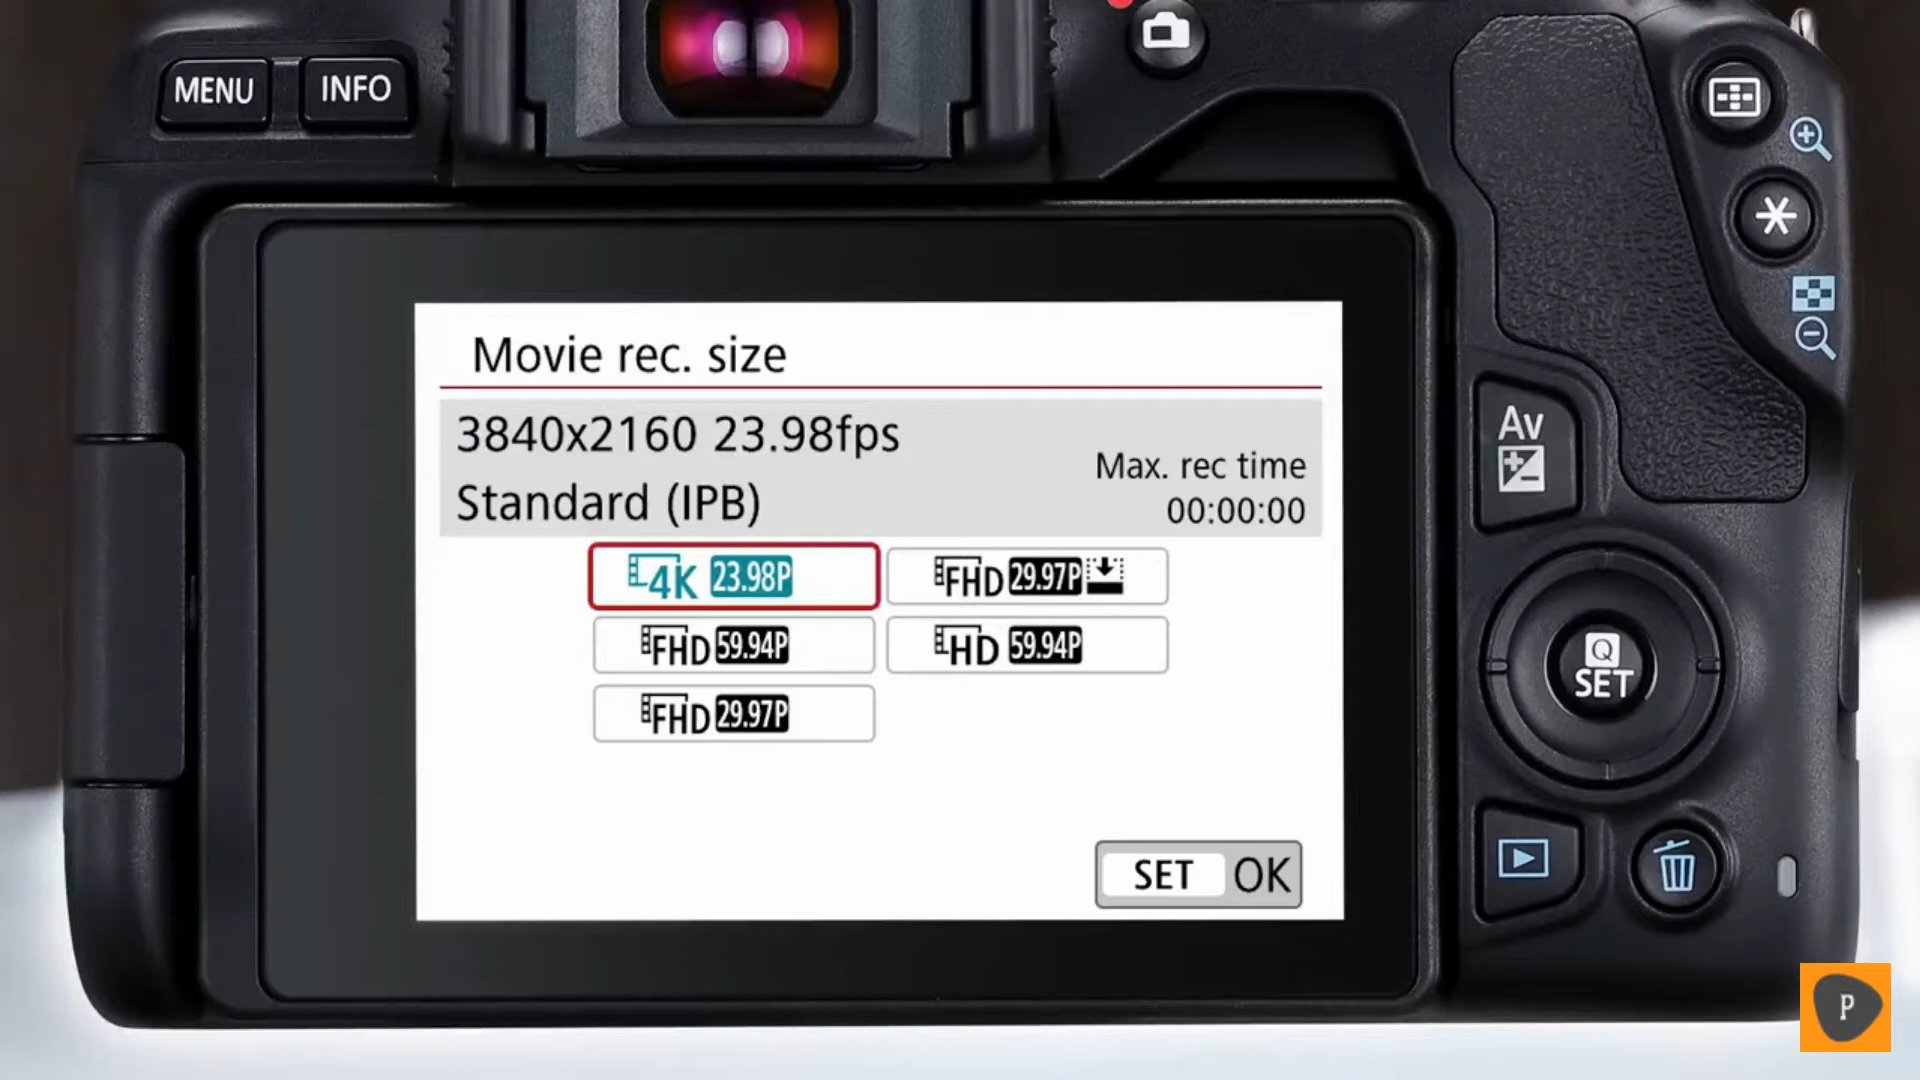 MENU
INFO
Movie rec. size
3840x2160 23.98fps
Standard (IPB)
Max. rec time
00:00:00
4K 23.98P
FHD 29.97P
FHD 59.94P
HD 59.94P
FHD 29.97P
SET OK
Av
Q
SET
P